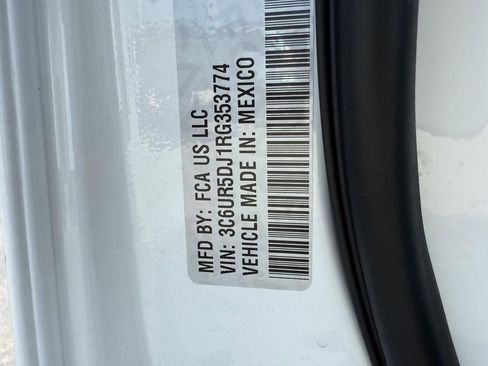 MFD BY: FCA US LLC
VIN: 3C6UR5DJ1RG353774
VEHICLE MADE IN: MEXICO